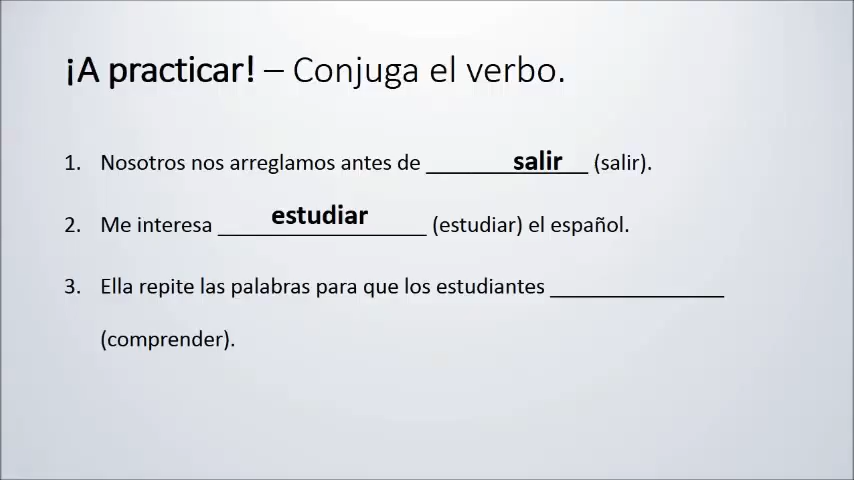 ¡A practicar! – Conjuga el verbo.
1. Nosotros nos arreglamos antes de ______salir__ (salir).
2. Me interesa ____estudiar____ (estudiar) el español.
3. Ella repite las palabras para que los estudiantes ______________
(comprender).